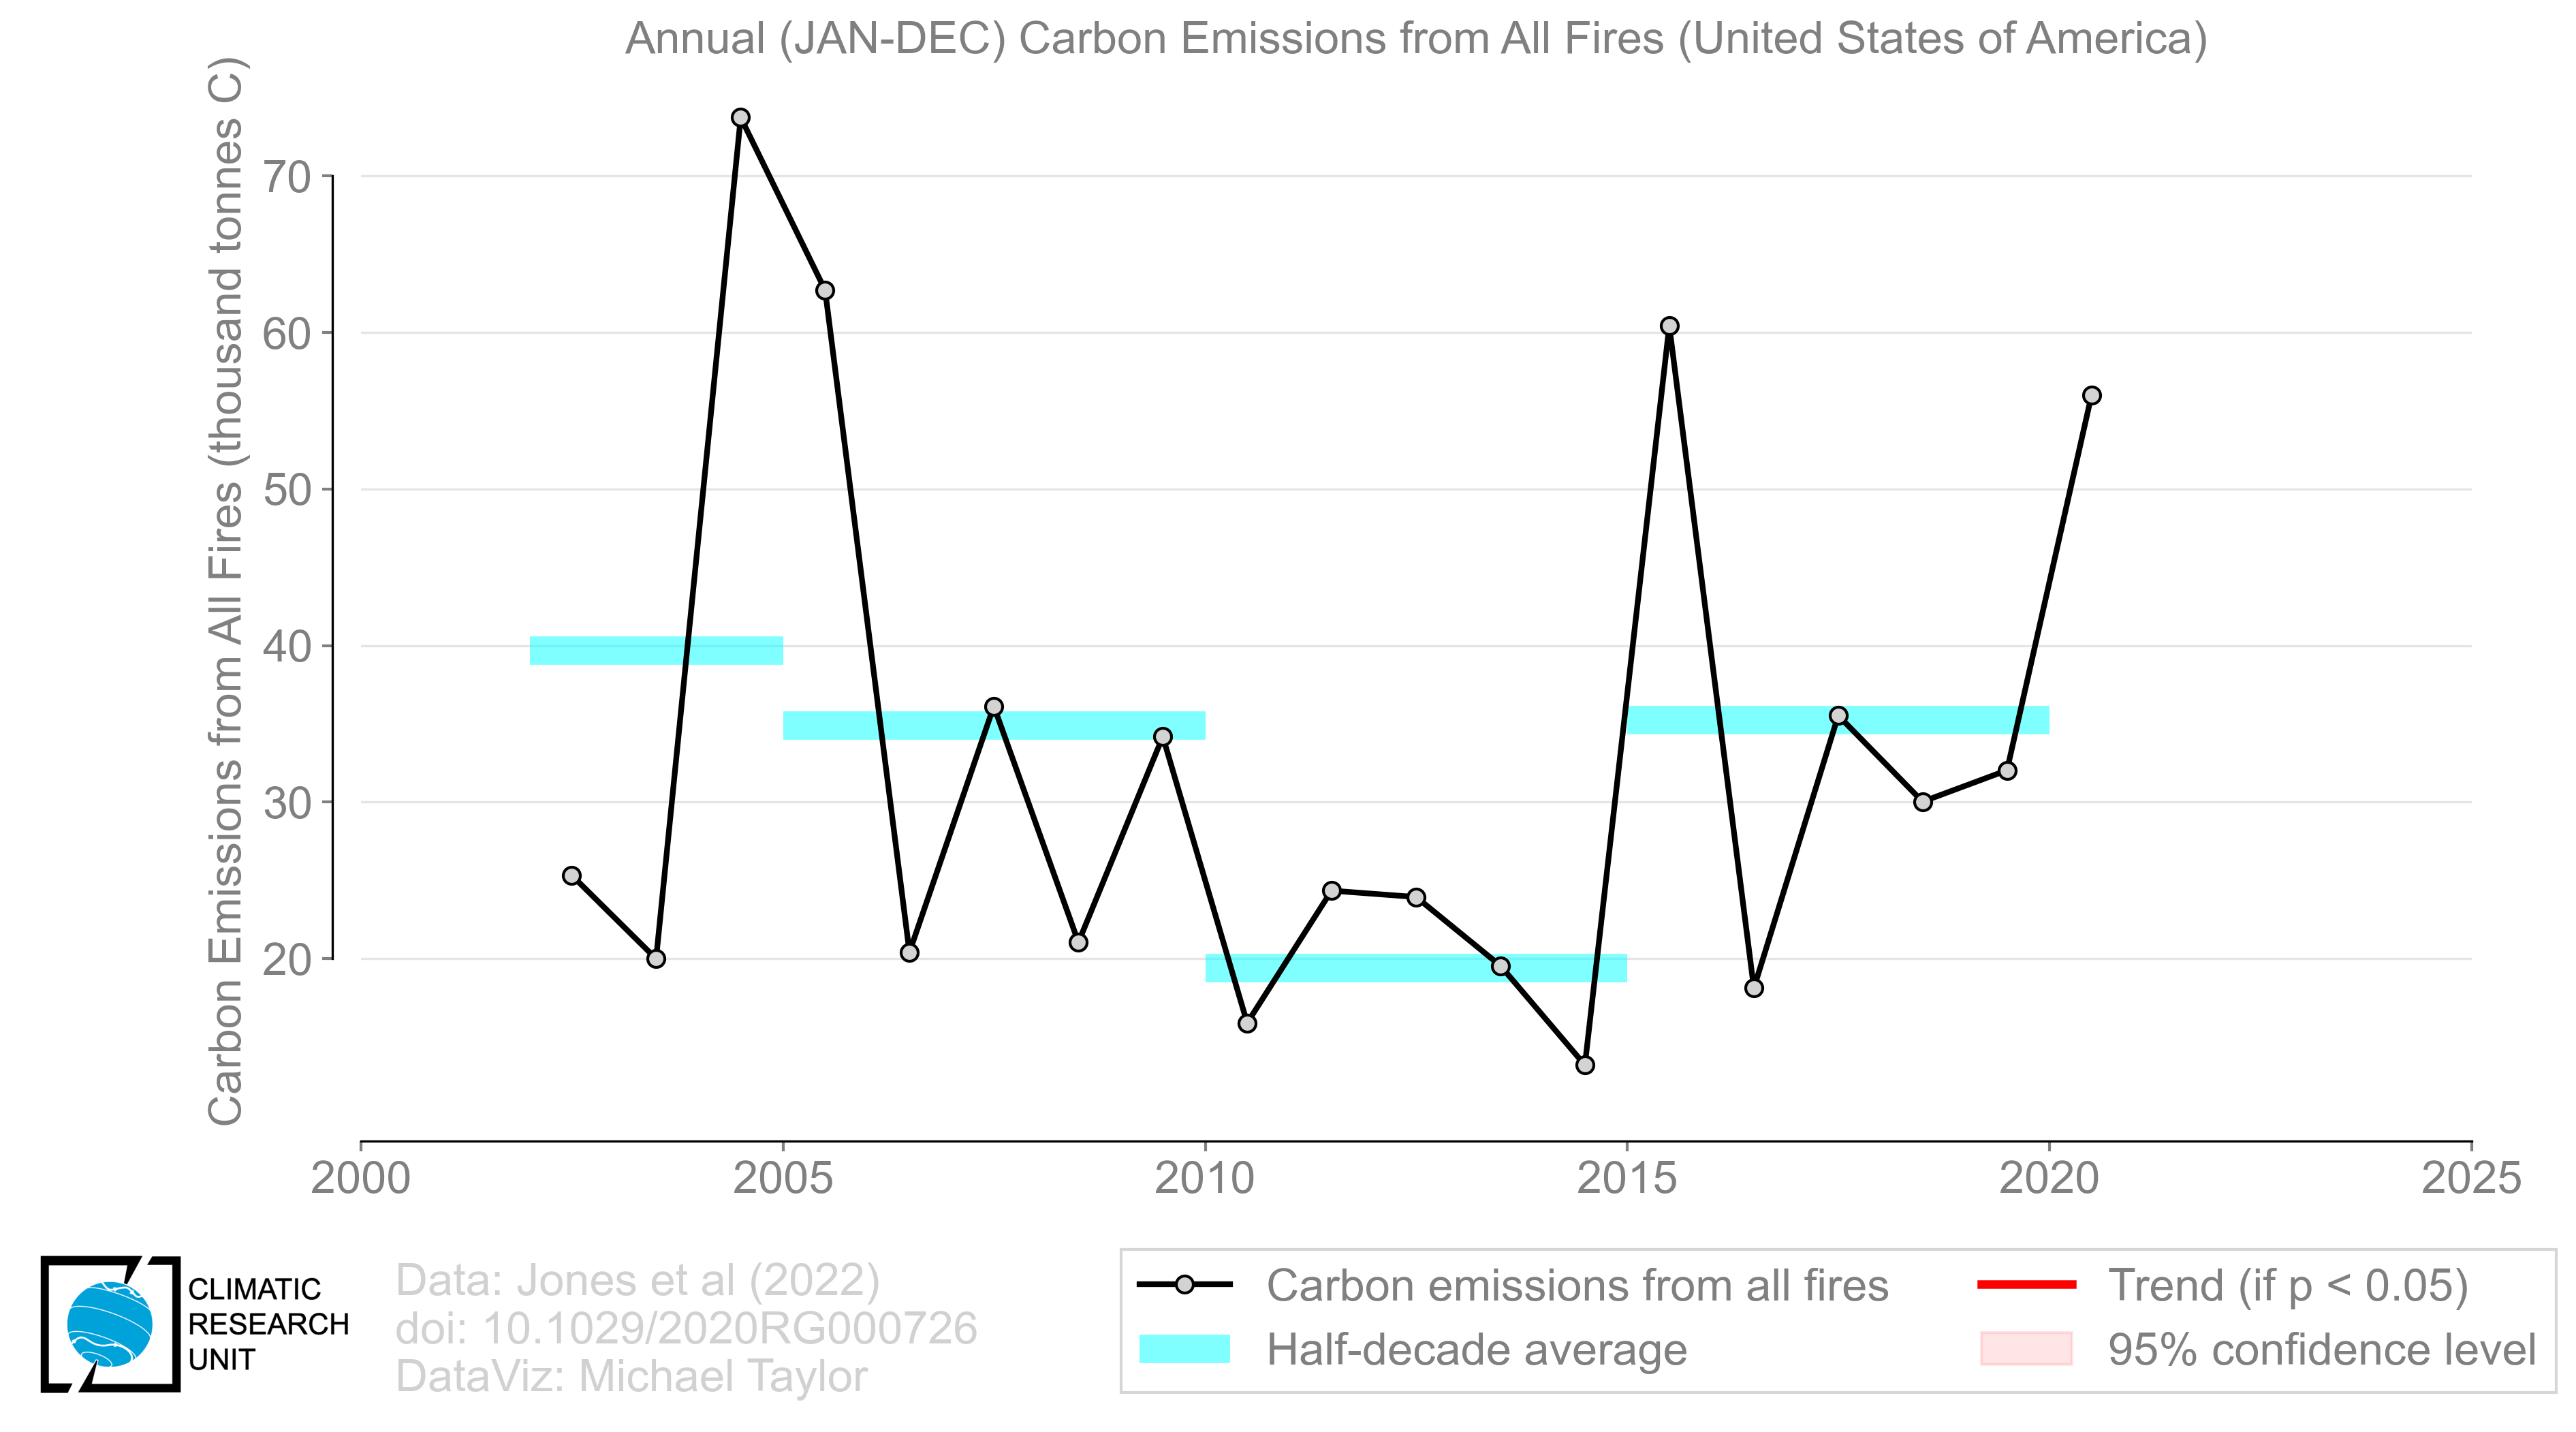 Annual (JAN-DEC) Carbon Emissions from All Fires (United States of America)
Carbon Emissions from All Fires (thousand tonnes C)
70
60
50
40
30
20
2000 2005 2010 2015 2020 2025
CLIMATIC
RESEARCH
UNIT
Data: Jones et al (2022)
doi: 10.1029/2020RG000726
DataViz: Michael Taylor
Carbon emissions from all fires
Half-decade average
Trend (if p < 0.05)
95% confidence level